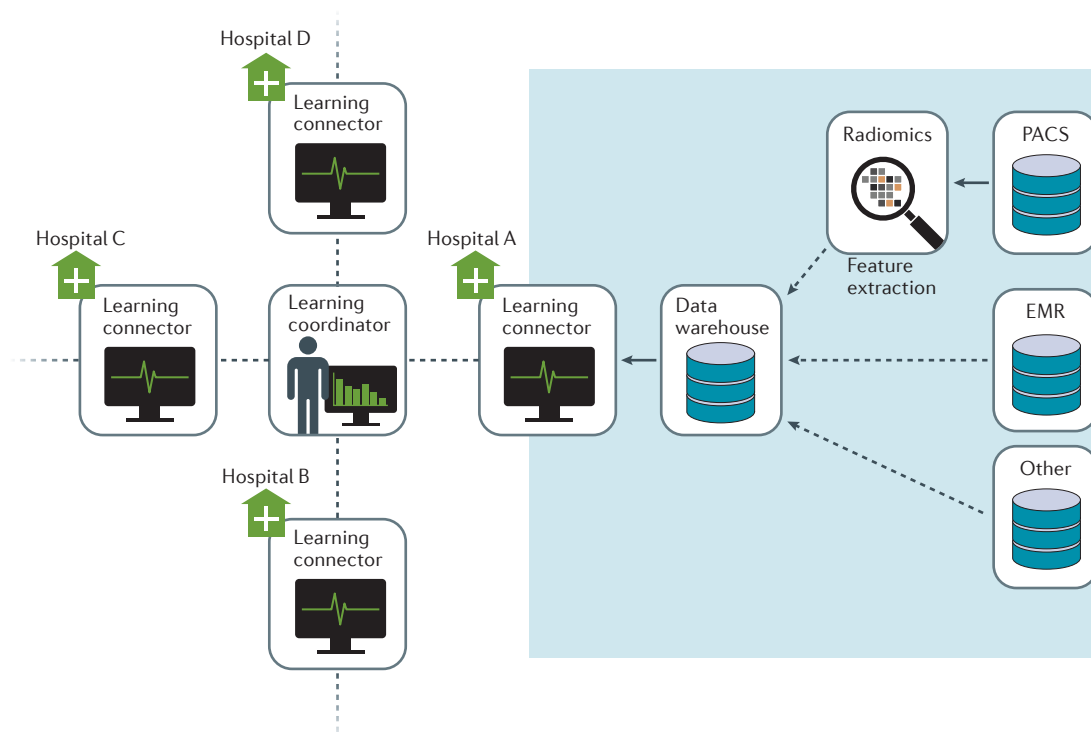 Hospital D
Learning
connector
Radiomics
PACS
Hospital C
Hospital A
Learning
connector
Learning
coordinator
Learning
connector
Data
warehouse
Feature
extraction
EMR
Other
Hospital B
Learning
connector